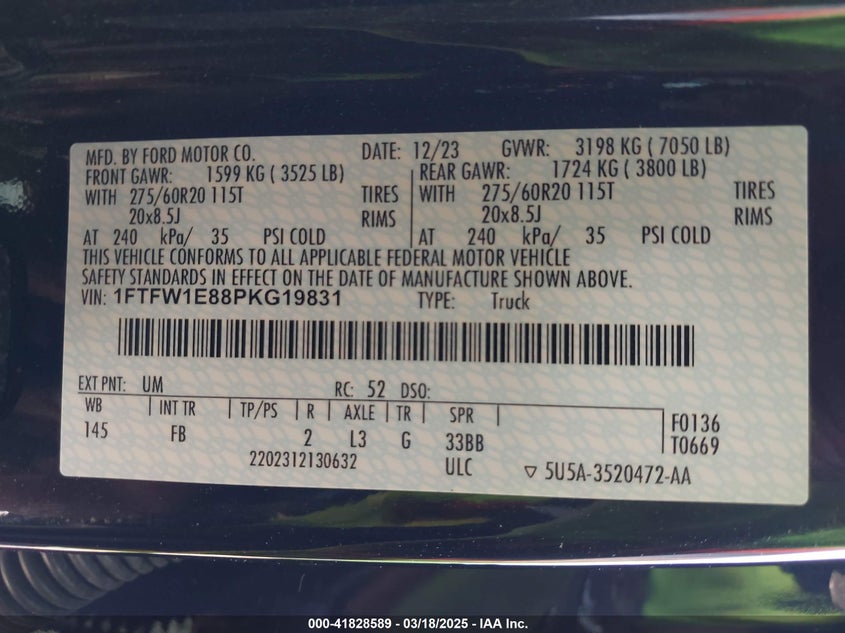 MFD. BY FORD MOTOR CO. DATE: 12/23 GVWR: 3198 KG ( 7050 LB)
FRONT GAWR: 1599 KG ( 3525 LB) REAR GAWR: 1724 KG ( 3800 LB)
WITH 275/60R20 115T TIRES 275/60R20 115T TIRES
20x8.5J RIMS 20x8.5J RIMS
AT 240 kPa/ 35 PSI COLD AT 240 kPa/ 35 PSI COLD
THIS VEHICLE CONFORMS TO ALL APPLICABLE FEDERAL MOTOR VEHICLE
SAFETY STANDARDS IN EFFECT ON THE DATE OF MANUFACTURE SHOWN ABOVE.
VIN: 1FTFW1E88PKG19831 TYPE: Truck
EXT PNT: UM RC: 52 DSO:
WB INT TR TP/PS R AXLE TR SPR F0136
145 FB 2 L3 G 33BB T0669
2202312130632 ULC ▽ 5U5A-3520472-AA
000-41828589 — 03/18/2025 — IAA Inc.